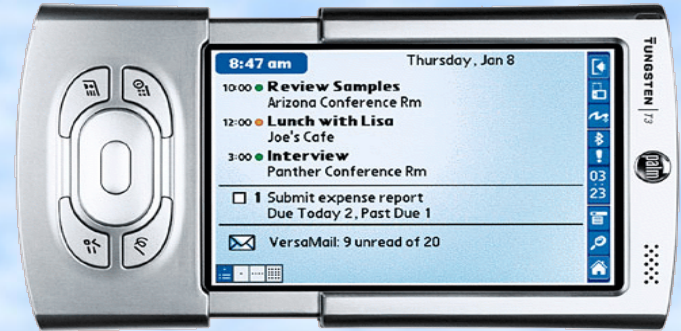 8:47 am
Thursday, Jan 8
10:00 Review Samples
Arizona Conference Rm
12:00 Lunch with Lisa
Joe's Cafe
3:00 Interview
Panther Conference Rm
1 Submit expense report
Due Today 2, Past Due 1
VersaMail: 9 unread of 20
03
23
TUNGSTEN | T3
palm